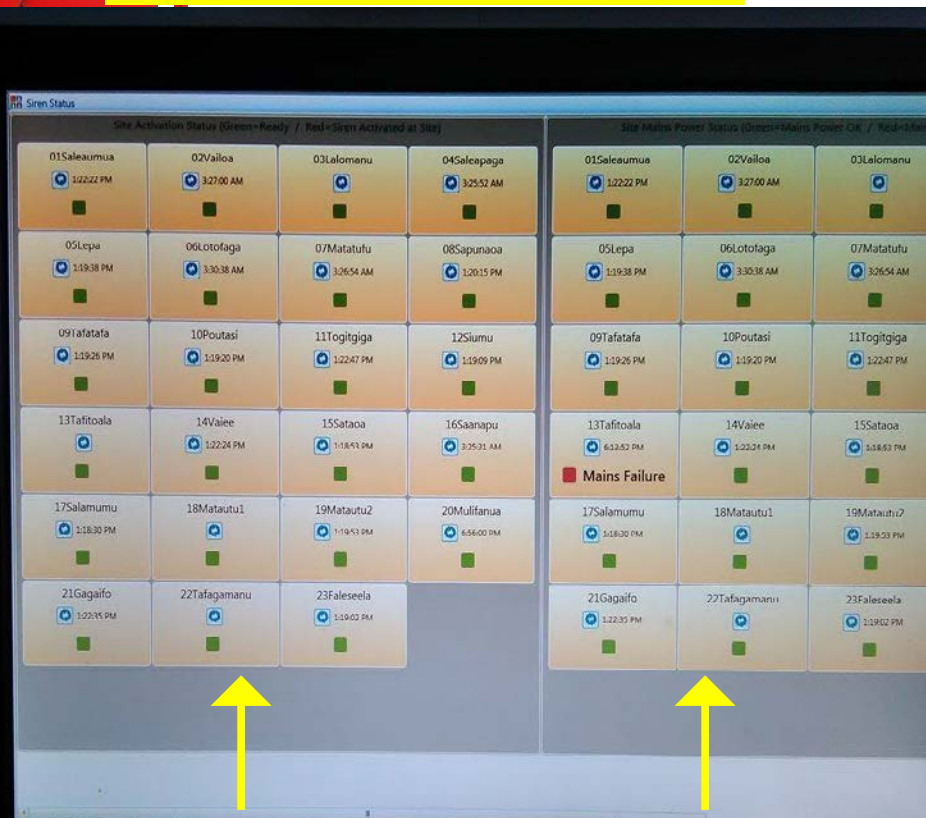 Siren Status
Site Activation Status (Green=Ready / Red=Siren Activated at Site)
01Saleaumua 02Vailoa 03Lalomanu 04Saleapaga
1:22:22 PM 3:27:00 AM 3:25:52 AM
05Lepa 06Lotofaga 07Matatufu 08Sapunaoa
1:19:38 PM 3:30:38 AM 3:26:54 AM 1:20:15 PM
09Tafatafa 10Poutasi 11Togitgiga 12Siumu
1:19:26 PM 1:19:20 PM 1:22:47 PM 1:19:09 PM
13Tafitoala 14Vaiee 15Sataoa 16Saanapu
1:22:24 PM 1:18:53 PM 3:25:31 AM
17Salamumu 18Matautu1 19Matautu2 20Mulifanua
1:18:30 PM 1:19:53 PM 6:56:00 PM
21Gagaifo 22Tafagamanu 23Faleseela
1:22:35 PM 1:19:02 PM
Site Mains Power Status (Green=Mains Power OK / Red=
01Saleaumua 02Vailoa 03Lalomanu
1:22:22 PM 3:27:00 AM
05Lepa 06Lotofaga 07Matatufu
1:19:38 PM 3:30:38 AM 3:26:54 AM
09Tafatafa 10Poutasi 11Togitgiga
1:19:26 PM 1:19:20 PM 1:22:47 PM
13Tafitoala 14Vaiee 15Sataoa
6:12:52 PM 1:22:24 PM 1:18:53 PM
Mains Failure
17Salamumu 18Matautu1 19Matautu2
1:18:30 PM 1:19:53 PM
21Gagaifo 22Tafagamanu 23Faleseela
1:22:35 PM 1:19:02 PM